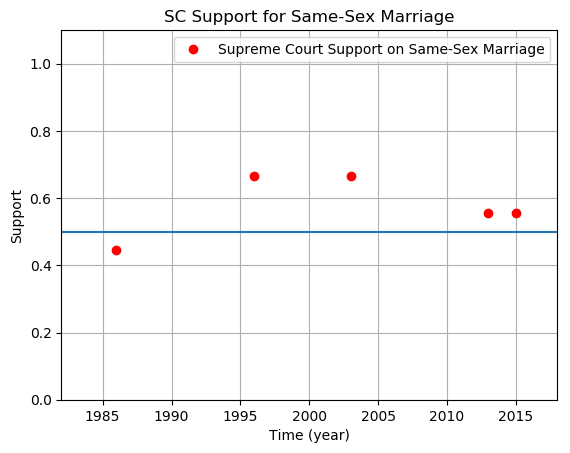 SC Support for Same-Sex Marriage
Supreme Court Support on Same-Sex Marriage
1.0
0.8
0.6
0.4
0.2
0.0
Support
1985 1990 1995 2000 2005 2010 2015
Time (year)